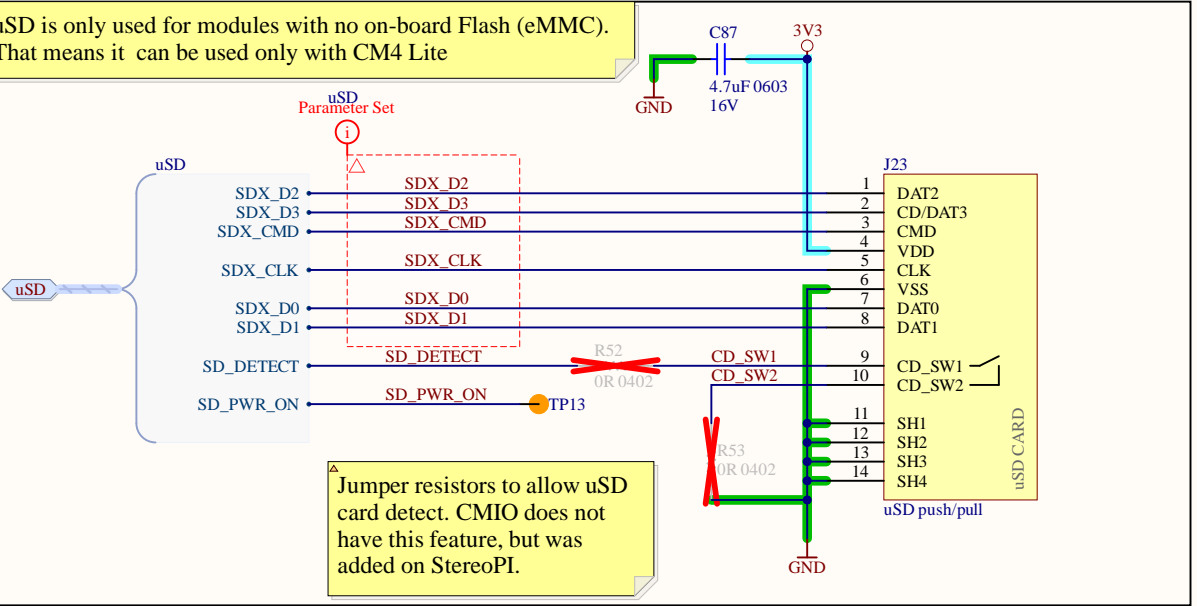 uSD is only used for modules with no on-board Flash (eMMC).
That means it can be used only with CM4 Lite
C87
3V3
4.7uF 0603
16V
GND
uSD
Parameter Set
i
uSD
J23
SDX_D2 SDX_D2 1 DAT2
SDX_D3 SDX_D3 2 CD/DAT3
SDX_CMD SDX_CMD 3 CMD
4 VDD
SDX_CLK SDX_CLK 5 CLK
uSD
6 VSS
SDX_D0 SDX_D0 7 DAT0
SDX_D1 SDX_D1 8 DAT1
R52
SD_DETECT SD_DETECT CD_SW1 9 CD_SW1
0R 0402
CD_SW2 10 CD_SW2
SD_PWR_ON SD_PWR_ON TP13
11 SH1
12 SH2
R53
13 SH3
0R 0402
14 SH4
uSD CARD
uSD push/pull
Jumper resistors to allow uSD
card detect. CMIO does not
have this feature, but was
added on StereoPI.
GND